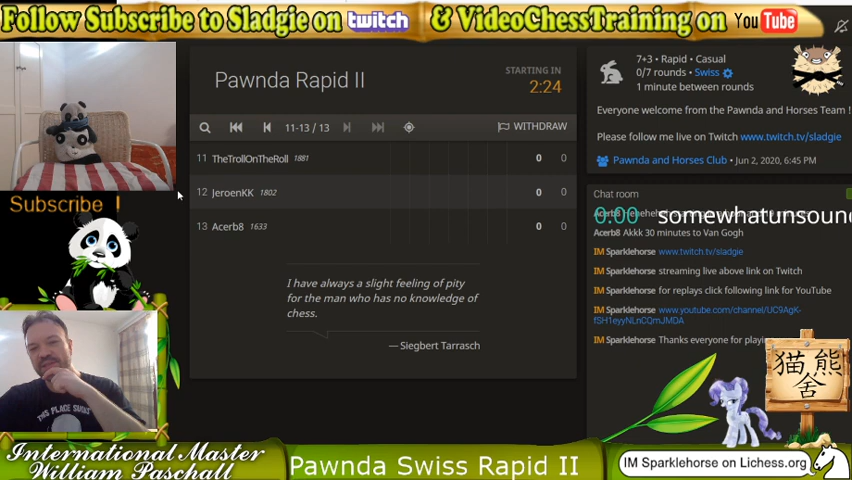 Follow Subscribe to Sladgie on twitch & VideoChessTraining on YouTube
Pawnda Rapid II
STARTING IN
2:24
11-13 / 13
WITHDRAW
11 TheTrollOnTheRoll 1881 0 0
12 JeroenKK 1802 0 0
13 Acerb8 1633 0 0
I have always a slight feeling of pity
for the man who has no knowledge of
chess.
— Siegbert Tarrasch
7+3 • Rapid • Casual
0/7 rounds • Swiss
1 minute between rounds
Everyone welcome from the Pawnda and Horses Team !
Please follow me live on Twitch www.twitch.tv/sladgie
Pawnda and Horses Club • Jun 2, 2020, 6:45 PM
Chat room
0.00 somewhatunsoun
Acerb8
Acerb8 Akkk 30 minutes to Van Gogh
IM Sparklehorse www.twitch.tv/sladgie
IM Sparklehorse streaming live above link on Twitch
IM Sparklehorse for replays click following link for YouTube
IM Sparklehorse www.youtube.com/channel/UC9AgK-
fSH1eyyNLnCQmJMDA
IM Sparklehorse Thanks everyone for playin
Subscribe !
THIS PLACE SUCKS
猫熊
舍
International Master
William Paschall
Pawnda Swiss Rapid II
IM Sparklehorse on Lichess.org